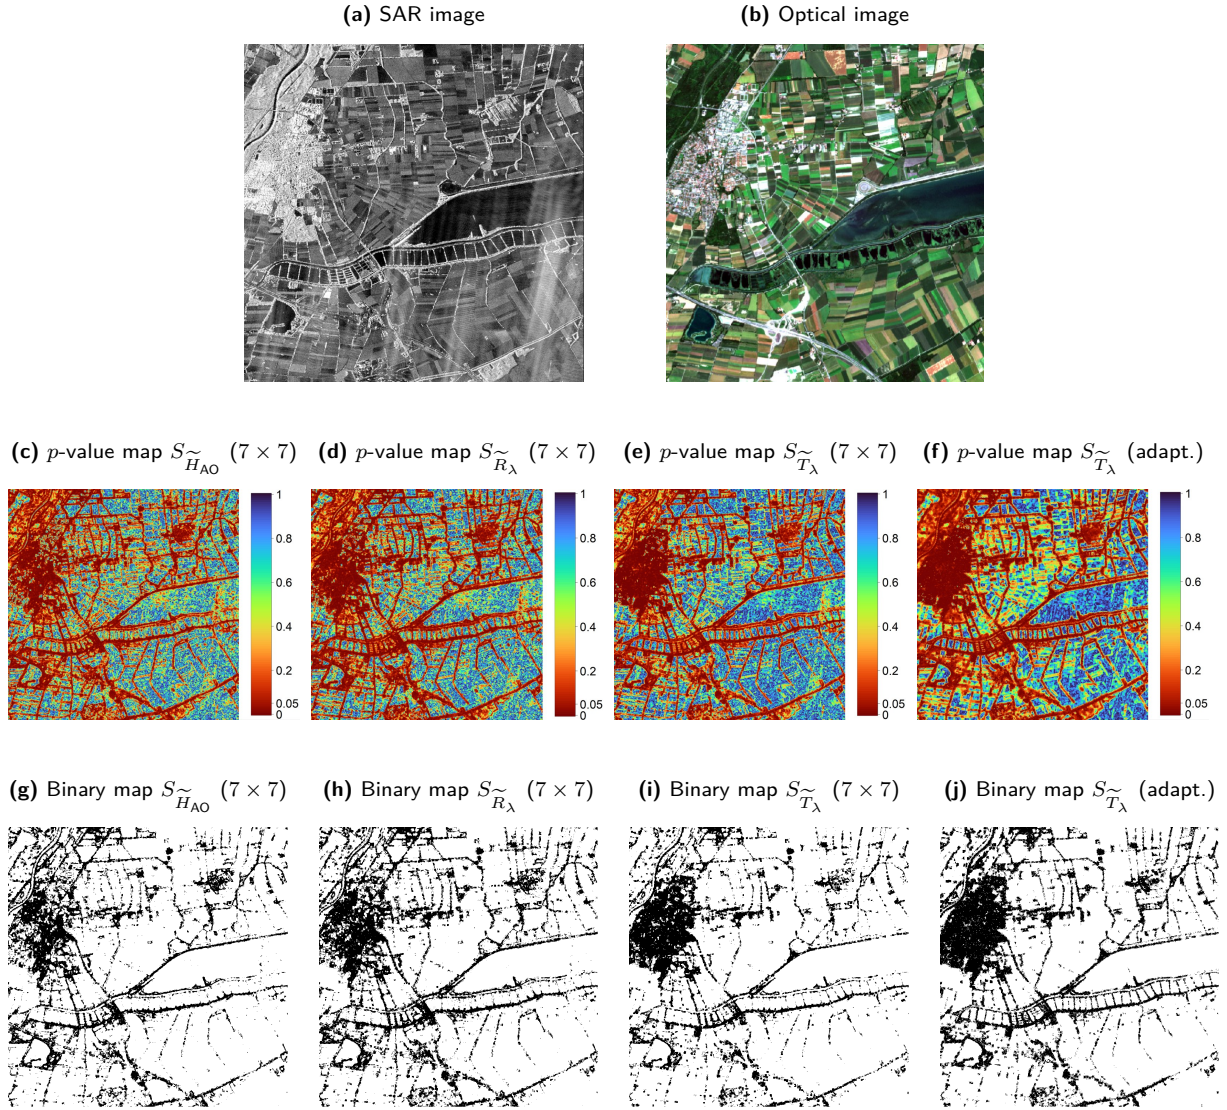 (a) SAR image (b) Optical image
(c) p-value map S_{\widetilde{H}_{AO}} (7 × 7) (d) p-value map S_{\widetilde{R}_λ} (7 × 7) (e) p-value map S_{\widetilde{T}_λ} (7 × 7) (f) p-value map S_{\widetilde{T}_λ} (adapt.)
1 1 1 1
0.8 0.8 0.8 0.8
0.6 0.6 0.6 0.6
0.4 0.4 0.4 0.4
0.2 0.2 0.2 0.2
0.05 0.05 0.05 0.05
0 0 0 0
(g) Binary map S_{\widetilde{H}_{AO}} (7 × 7) (h) Binary map S_{\widetilde{R}_λ} (7 × 7) (i) Binary map S_{\widetilde{T}_λ} (7 × 7) (j) Binary map S_{\widetilde{T}_λ} (adapt.)